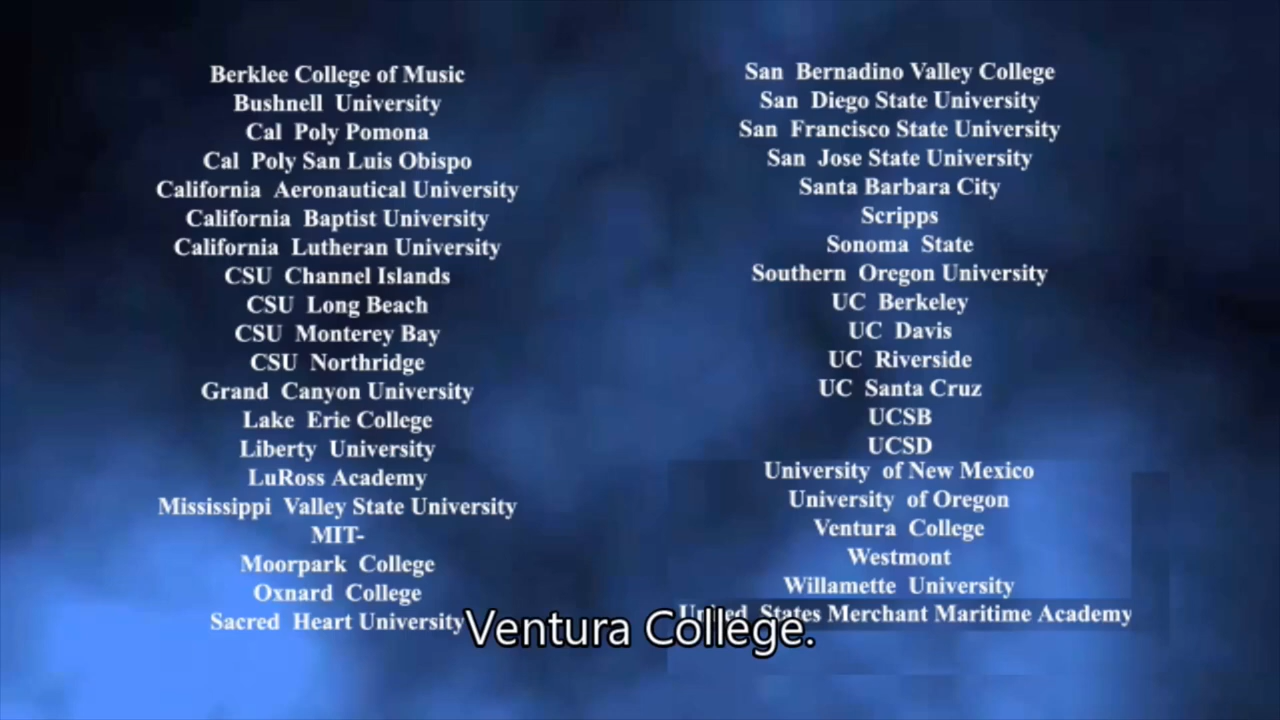 Berklee College of Music
Bushnell University
Cal Poly Pomona
Cal Poly San Luis Obispo
California Aeronautical University
California Baptist University
California Lutheran University
CSU Channel Islands
CSU Long Beach
CSU Monterey Bay
CSU Northridge
Grand Canyon University
Lake Erie College
Liberty University
LuRoss Academy
Mississippi Valley State University
MIT-
Moorpark College
Oxnard College
Sacred Heart University
San Bernadino Valley College
San Diego State University
San Francisco State University
San Jose State University
Santa Barbara City
Scripps
Sonoma State
Southern Oregon University
UC Berkeley
UC Davis
UC Riverside
UC Santa Cruz
UCSB
UCSD
University of New Mexico
University of Oregon
Ventura College
Westmont
Willamette University
United States Merchant Maritime Academy
Ventura College.